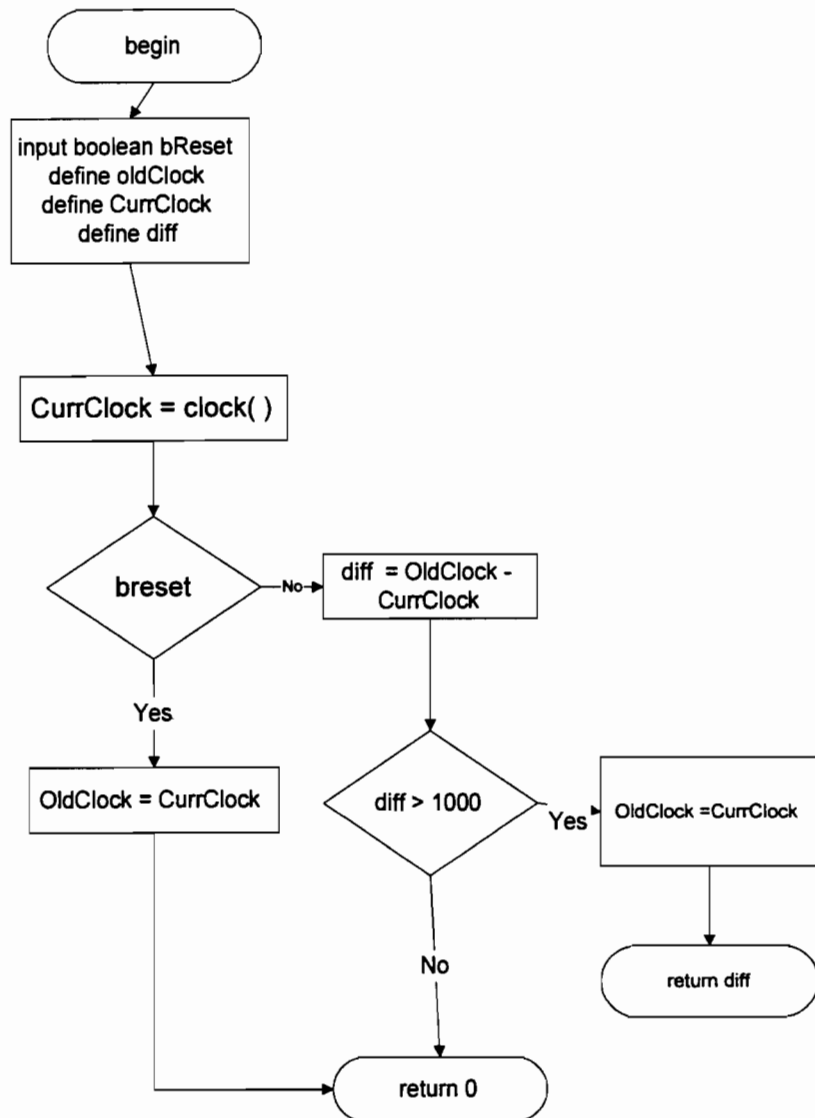 begin
input boolean bReset
define oldClock
define CurrClock
define diff
CurrClock = clock( )
breset
No
diff = OldClock -
CurrClock
Yes
OldClock = CurrClock
diff > 1000
Yes
OldClock =CurrClock
No
return diff
return 0